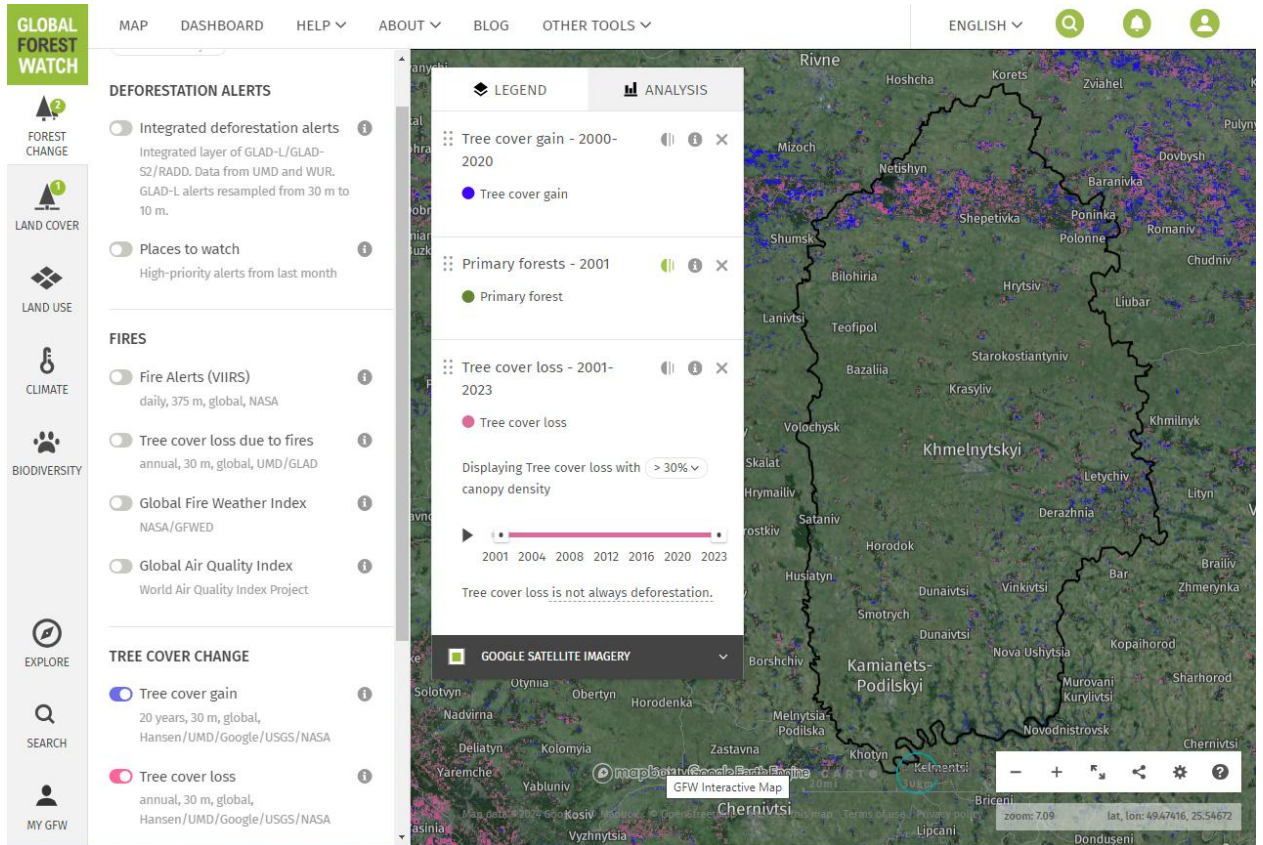 GLOBAL
FOREST
WATCH
MAP
DASHBOARD
HELP
ABOUT
BLOG
OTHER TOOLS
ENGLISH
2
FOREST
CHANGE
1
LAND COVER
LAND USE
CLIMATE
BIODIVERSITY
EXPLORE
SEARCH
MY GFW
DEFORESTATION ALERTS
Integrated deforestation alerts
Integrated layer of GLAD-L/GLAD-
S2/RADD. Data from UMD and WUR.
GLAD-L alerts resampled from 30 m to
10 m.
Places to watch
High-priority alerts from last month
FIRES
Fire Alerts (VIIRS)
daily, 375 m, global, NASA
Tree cover loss due to fires
annual, 30 m, global, UMD/GLAD
Global Fire Weather Index
NASA/GFWED
Global Air Quality Index
World Air Quality Index Project
TREE COVER CHANGE
Tree cover gain
20 years, 30 m, global,
Hansen/UMD/Google/USGS/NASA
Tree cover loss
annual, 30 m, global,
Hansen/UMD/Google/USGS/NASA
LEGEND
ANALYSIS
Tree cover gain - 2000-
2020
Tree cover gain
Primary forests - 2001
Primary forest
Tree cover loss - 2001-
2023
Tree cover loss
Displaying Tree cover loss with > 30%
canopy density
2001 2004 2008 2012 2016 2020 2023
Tree cover loss is not always deforestation.
GOOGLE SATELLITE IMAGERY
Rivne
Hoshcha
Korets
Zviahel
Mizoch
Netishyn
Dovbysh
Baranivka
Shepetivka
Poninka
Romaniv
Shumsk
Polonne
Chudniv
Bilohiria
Hrytsiv
Liubar
Lanivtsi
Teofipol
Starokostiantyniv
Bazaliia
Krasyliv
Khmilnyk
Volochysk
Khmelnytskyi
Skalat
Letychiv
Lityn
Hrymailiv
Derazhnia
Sataniv
Horodok
Husiatyn
Bar
Brailiv
Dunaivtsi
Vinkivtsi
Zhmerynka
Smotrych
Dunaivtsi
Nova Ushytsia
Kopaihorod
Borshchiv
Kamianets-
Podilskyi
Murovani
Kurylivtsi
Sharhorod
Solotvyn
Otyniia
Obertyn
Horodenka
Nadvirna
Melnytsia-
Podilska
Novodnistrovsk
Chernivtsi
Deliatyn
Kolomyia
Zastavna
Khotyn
Kelmentsi
Yaremche
Yabluniv
mapbox
Google Earth Engine
CARTO
20mi
50km
GFW Interactive Map
Chernivtsi
Kosiv
Briceni
Lipcani
Vyzhnytsia
Donduşeni
zoom: 7.09
lat, lon: 49.47416, 25.54672